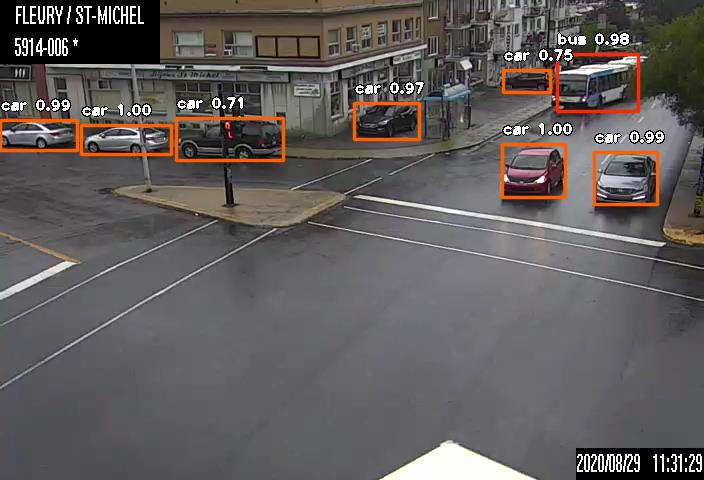 FLEURY / ST-MICHEL
5914-006 *
car 0.99
car 1.00
car 0.71
car 0.97
car 0.75
bus 0.98
car 1.00
car 0.99
2020/08/29 11:31:29